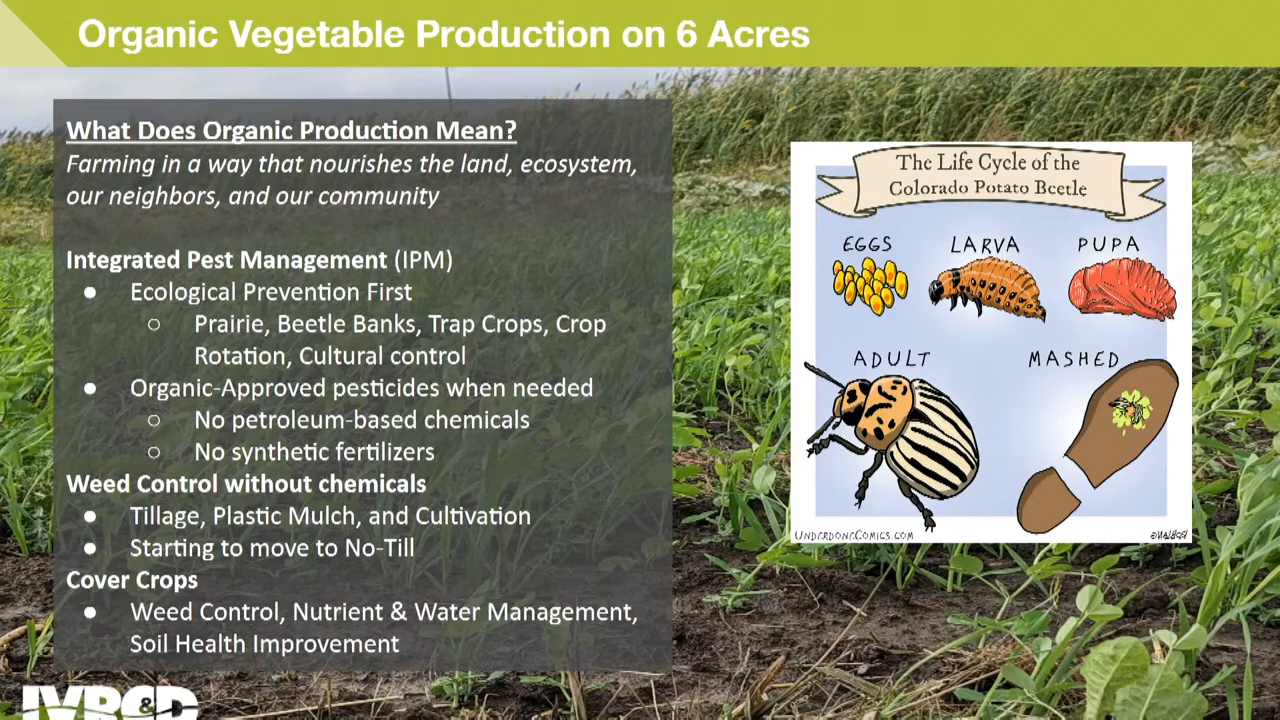 Organic Vegetable Production on 6 Acres
What Does Organic Production Mean?
Farming in a way that nourishes the land, ecosystem,
our neighbors, and our community
Integrated Pest Management (IPM)
● Ecological Prevention First
○ Prairie, Beetle Banks, Trap Crops, Crop
Rotation, Cultural control
● Organic-Approved pesticides when needed
○ No petroleum-based chemicals
○ No synthetic fertilizers
Weed Control without chemicals
● Tillage, Plastic Mulch, and Cultivation
● Starting to move to No-Till
Cover Crops
● Weed Control, Nutrient & Water Management,
Soil Health Improvement
The Life Cycle of the
Colorado Potato Beetle
EGGS LARVA PUPA
ADULT MASHED
UNDERDONECOMICS.COM